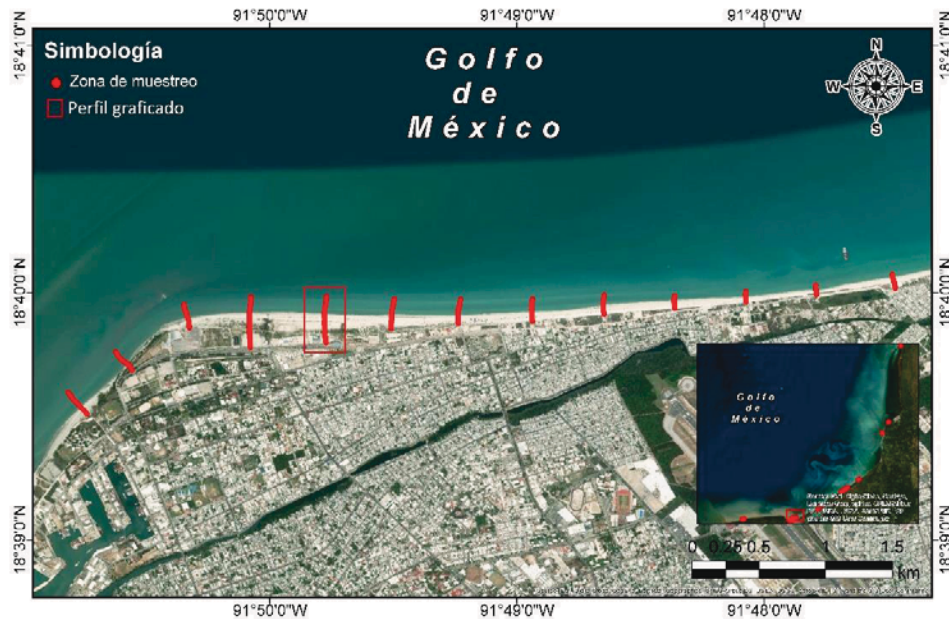 91°50'0"W 91°49'0"W 91°48'0"W
18°41'0"N
18°41'0"N
Simbología
Zona de muestreo
Perfil graficado
Golfo
de
México
N
W E
S
18°40'0"N
18°40'0"N
Golfo
de
México
18°39'0"N
18°39'0"N
0 0.25 0.5 1 1.5
km
91°50'0"W 91°49'0"W 91°48'0"W